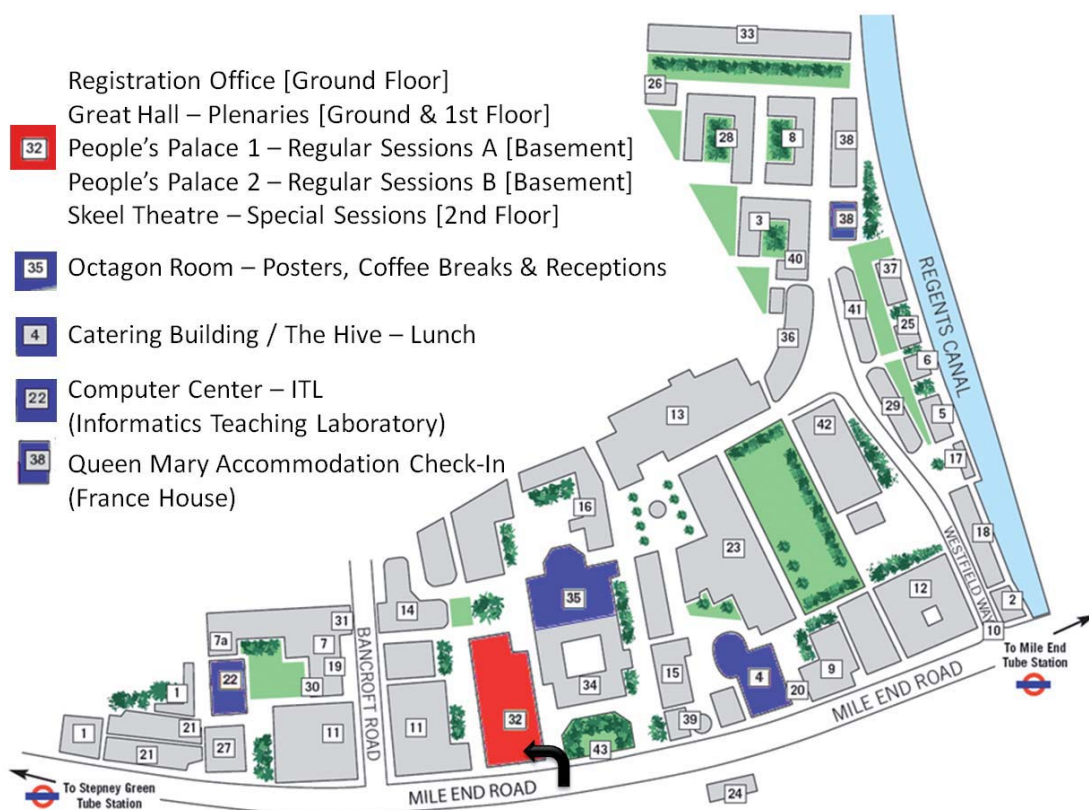 Registration Office [Ground Floor]
Great Hall – Plenaries [Ground & 1st Floor]
32
People's Palace 1 – Regular Sessions A [Basement]
People's Palace 2 – Regular Sessions B [Basement]
Skeel Theatre – Special Sessions [2nd Floor]
35
Octagon Room – Posters, Coffee Breaks & Receptions
4
Catering Building / The Hive – Lunch
22
Computer Center – ITL
(Informatics Teaching Laboratory)
38
Queen Mary Accommodation Check-In
(France House)
33
26
28
8
38
3
38
40
37
41
25
36
6
29
5
13
42
17
16
18
23
35
12
2
14
31
7a
7
10
WESTFIELD WAY
REGENTS CANAL
BANCROFT ROAD
19
22
30
1
34
15
4
9
20
1
21
21
27
11
11
32
43
39
24
MILE END ROAD
MILE END ROAD
To Mile End
Tube Station
To Stepney Green
Tube Station